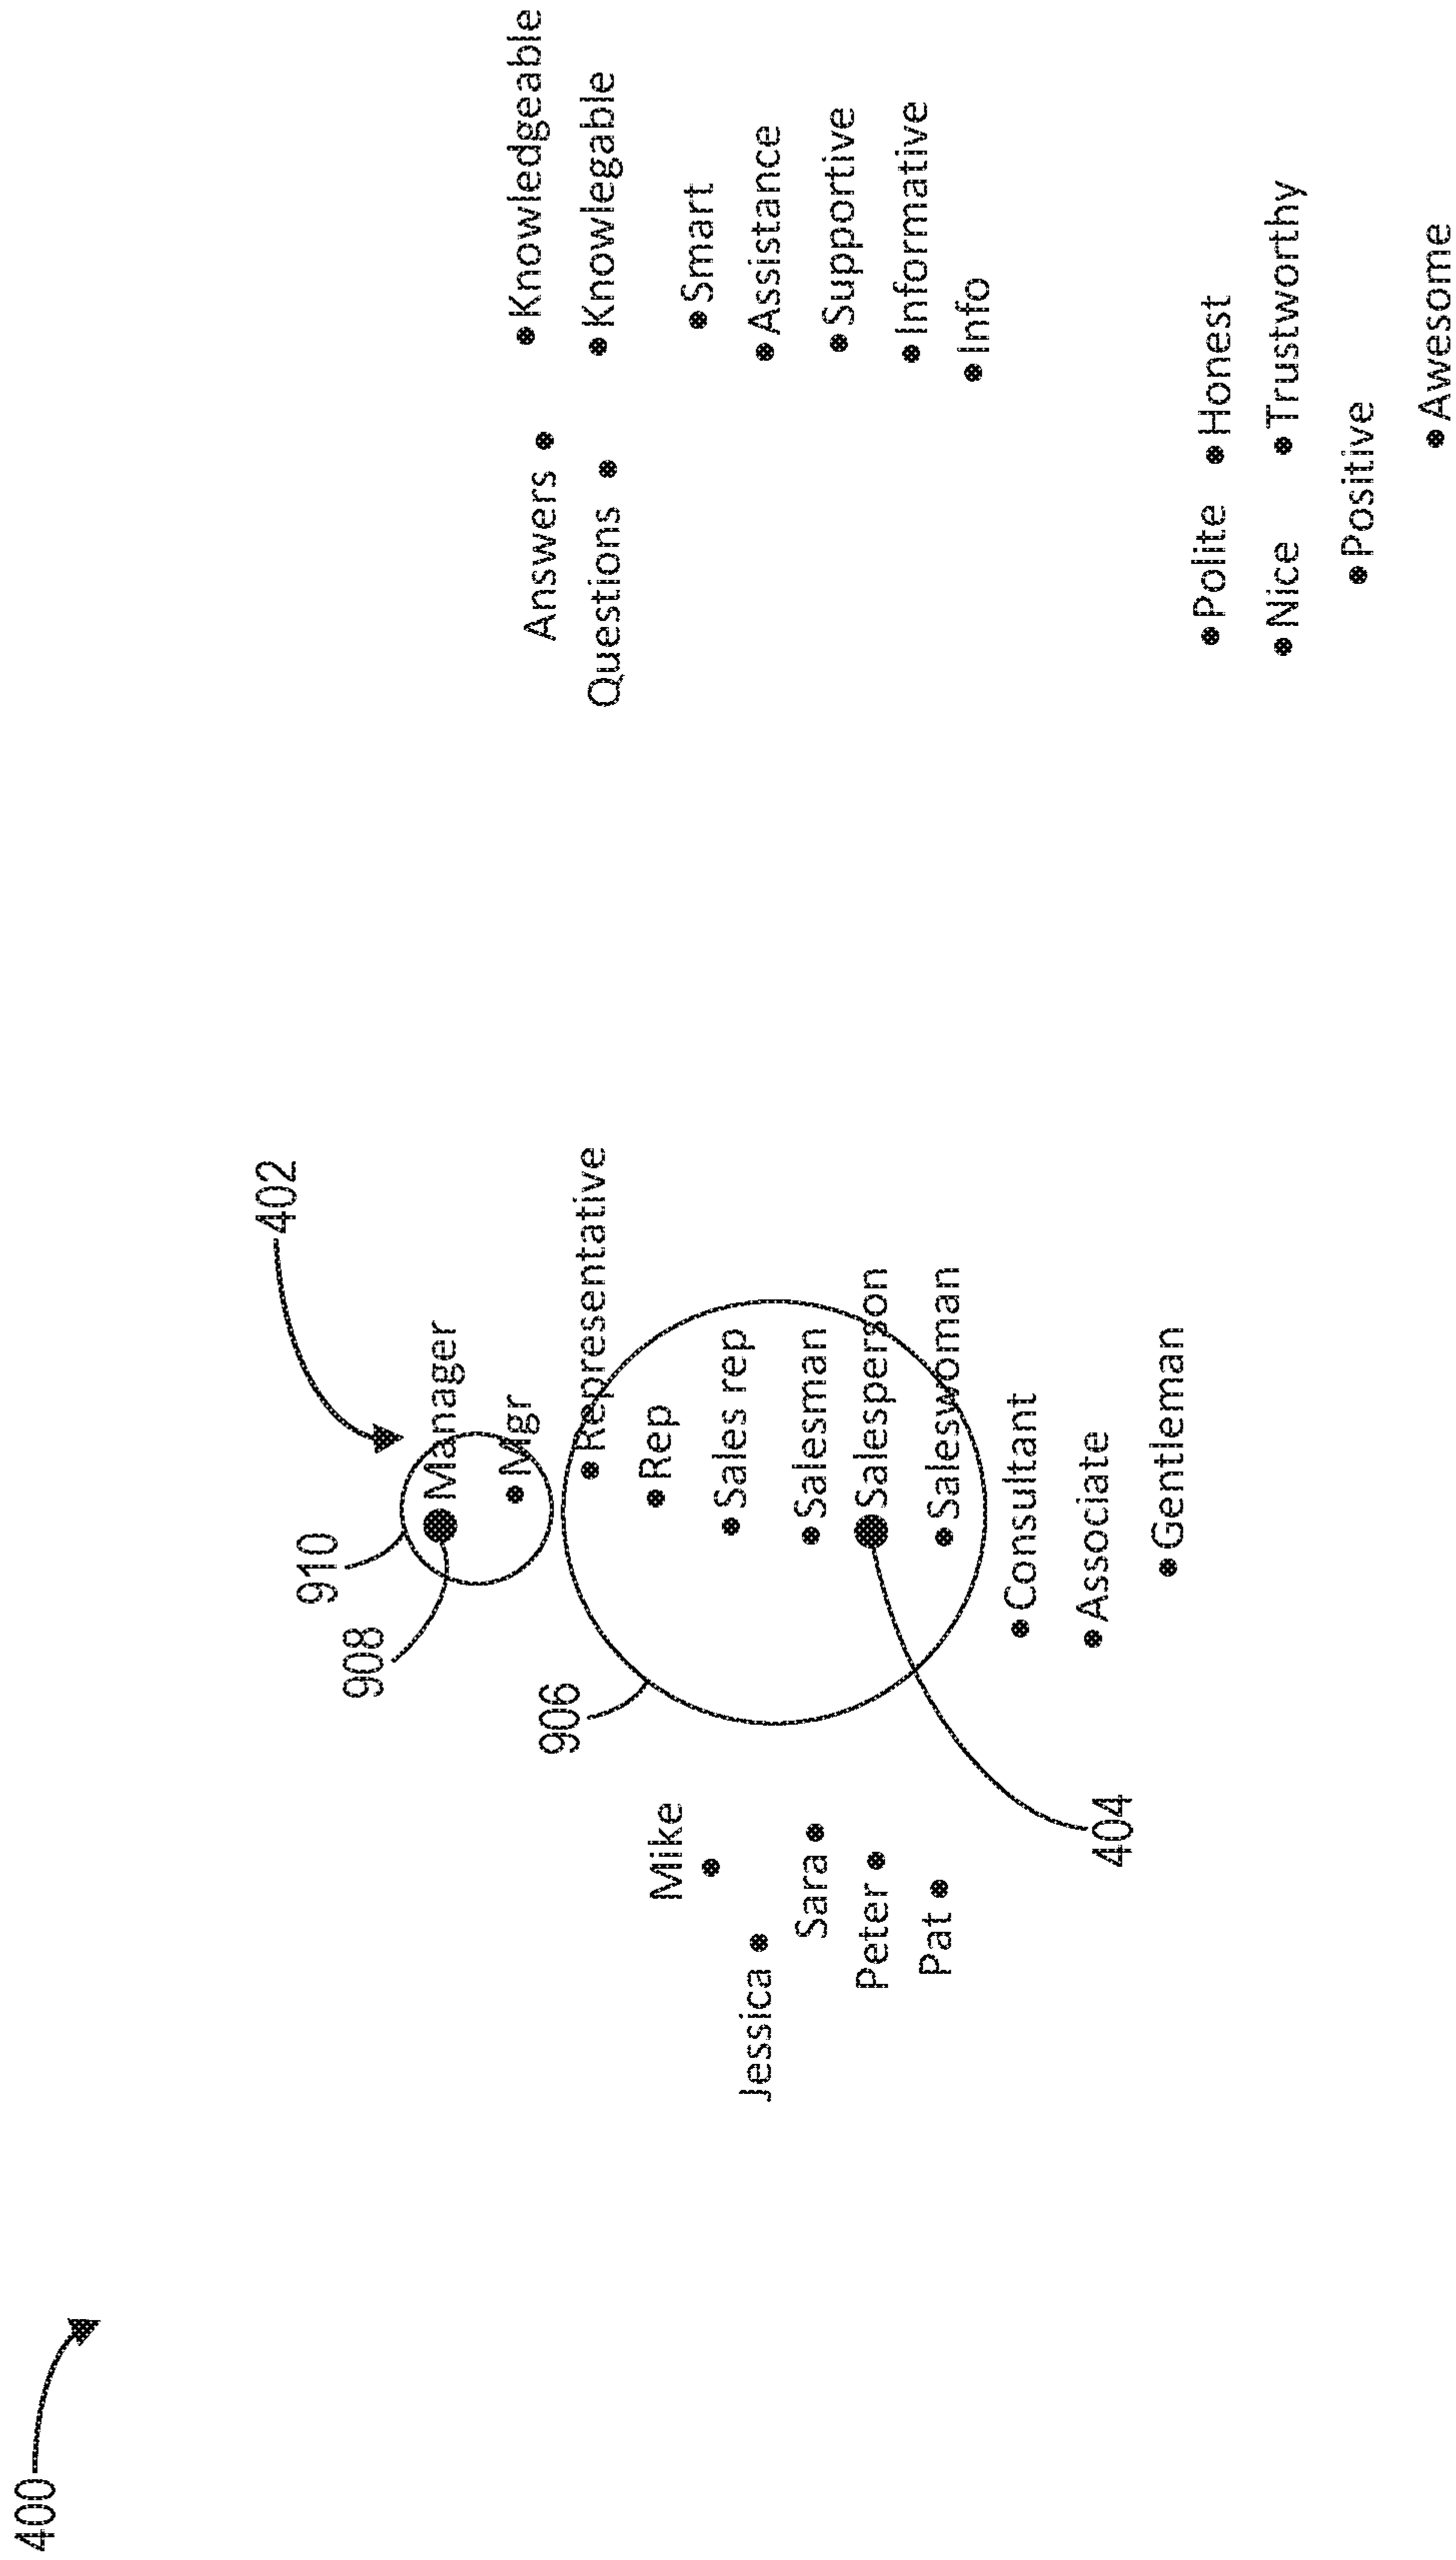 400
402
910
908
Manager
Mgr
906
Representative
Rep
Sales rep
Salesman
Salesperson
Saleswoman
Consultant
Associate
Gentleman
404
Mike
Jessica
Sara
Peter
Pat
Answers
Questions
Knowledgeable
Knowlegable
Smart
Assistance
Supportive
Informative
Info
Polite
Honest
Nice
Trustworthy
Positive
Awesome